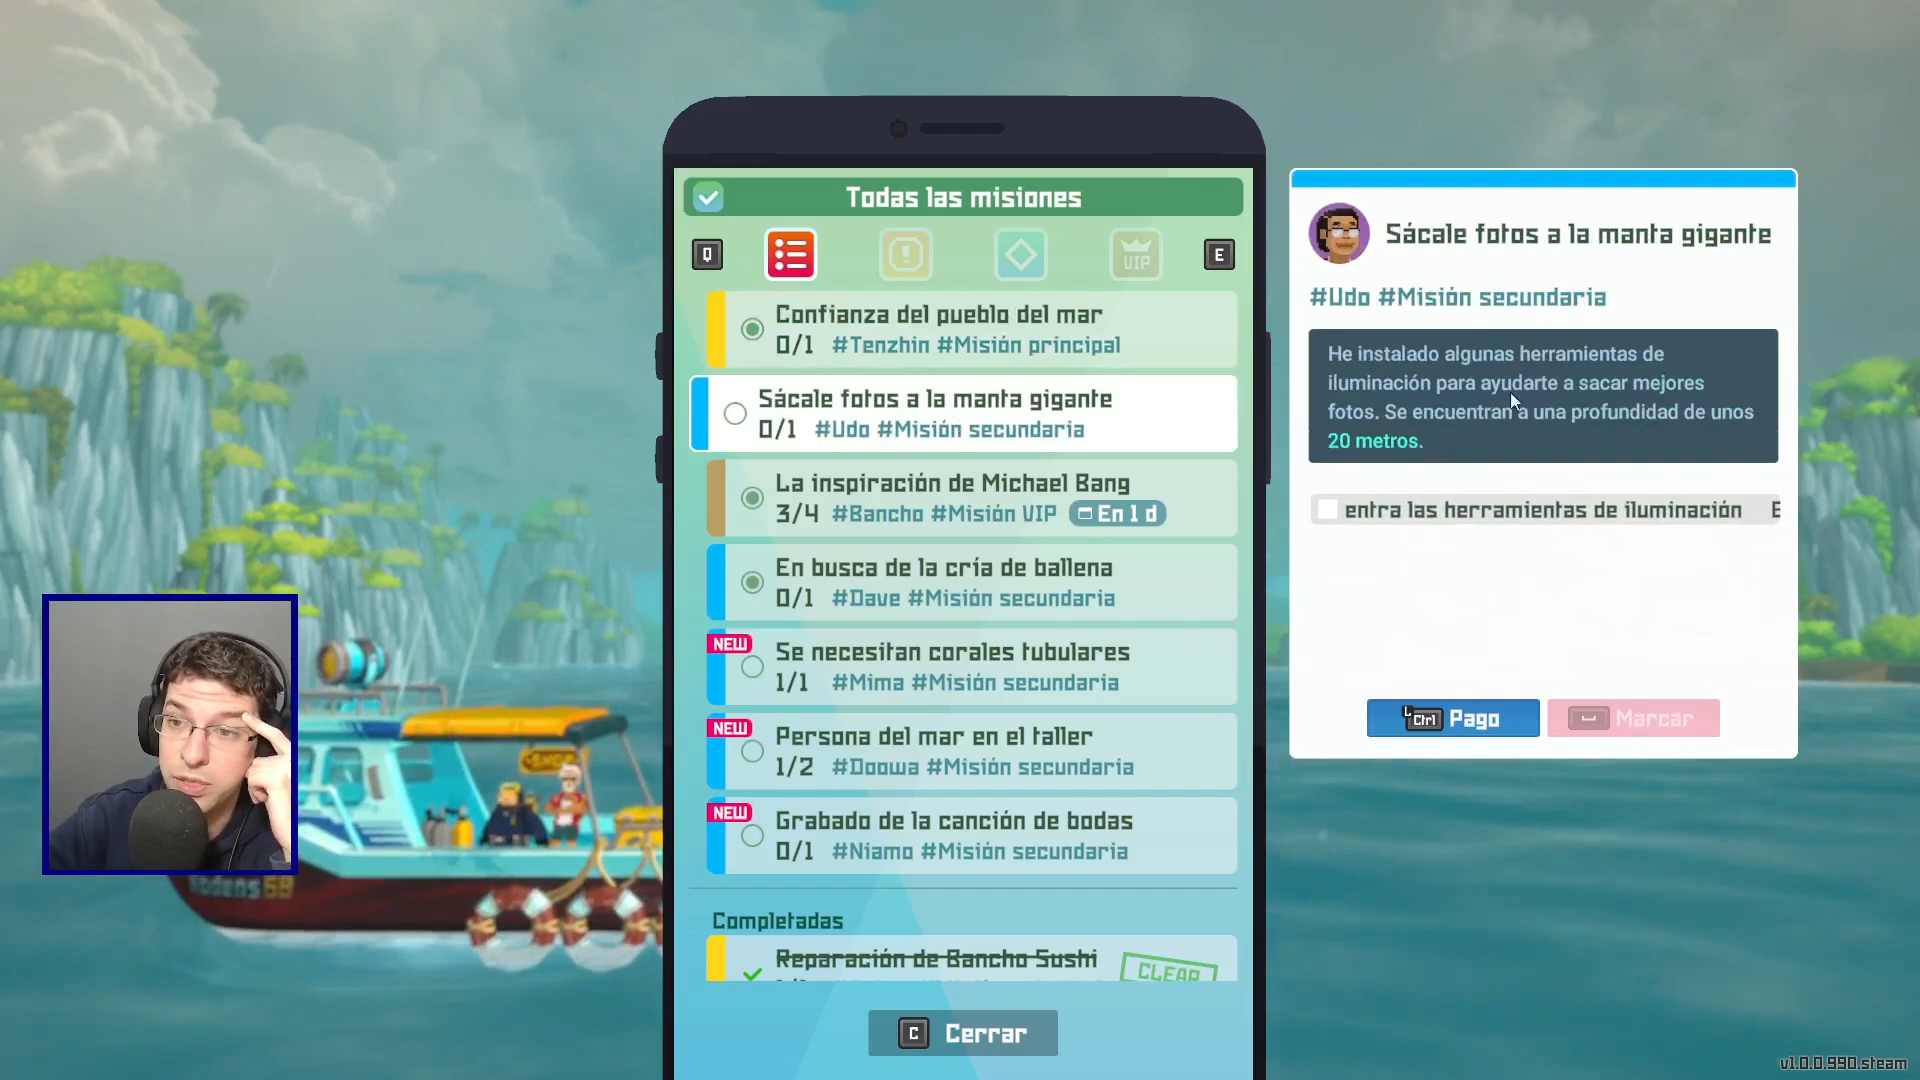 Todas las misiones
Q
VIP
E
Confianza del pueblo del mar
0/1 #Tenzhin #Misión principal
Sácale fotos a la manta gigante
0/1 #Udo #Misión secundaria
La inspiración de Michael Bang
3/4 #Bancho #Misión VIP En 1 d
En busca de la cría de ballena
0/1 #Dave #Misión secundaria
NEW
Se necesitan corales tubulares
1/1 #Mima #Misión secundaria
NEW
Persona del mar en el taller
1/2 #Doowa #Misión secundaria
NEW
Grabado de la canción de bodas
0/1 #Niamo #Misión secundaria
Completadas
Reparación de Bancho Sushi
CLEAR
C Cerrar
Sácale fotos a la manta gigante
#Udo #Misión secundaria
He instalado algunas herramientas de
iluminación para ayudarte a sacar mejores
fotos. Se encuentran a una profundidad de unos
20 metros.
entra las herramientas de iluminación E
L Ctrl Pago
Marcar
SHOP
v1.0.0.990.steam